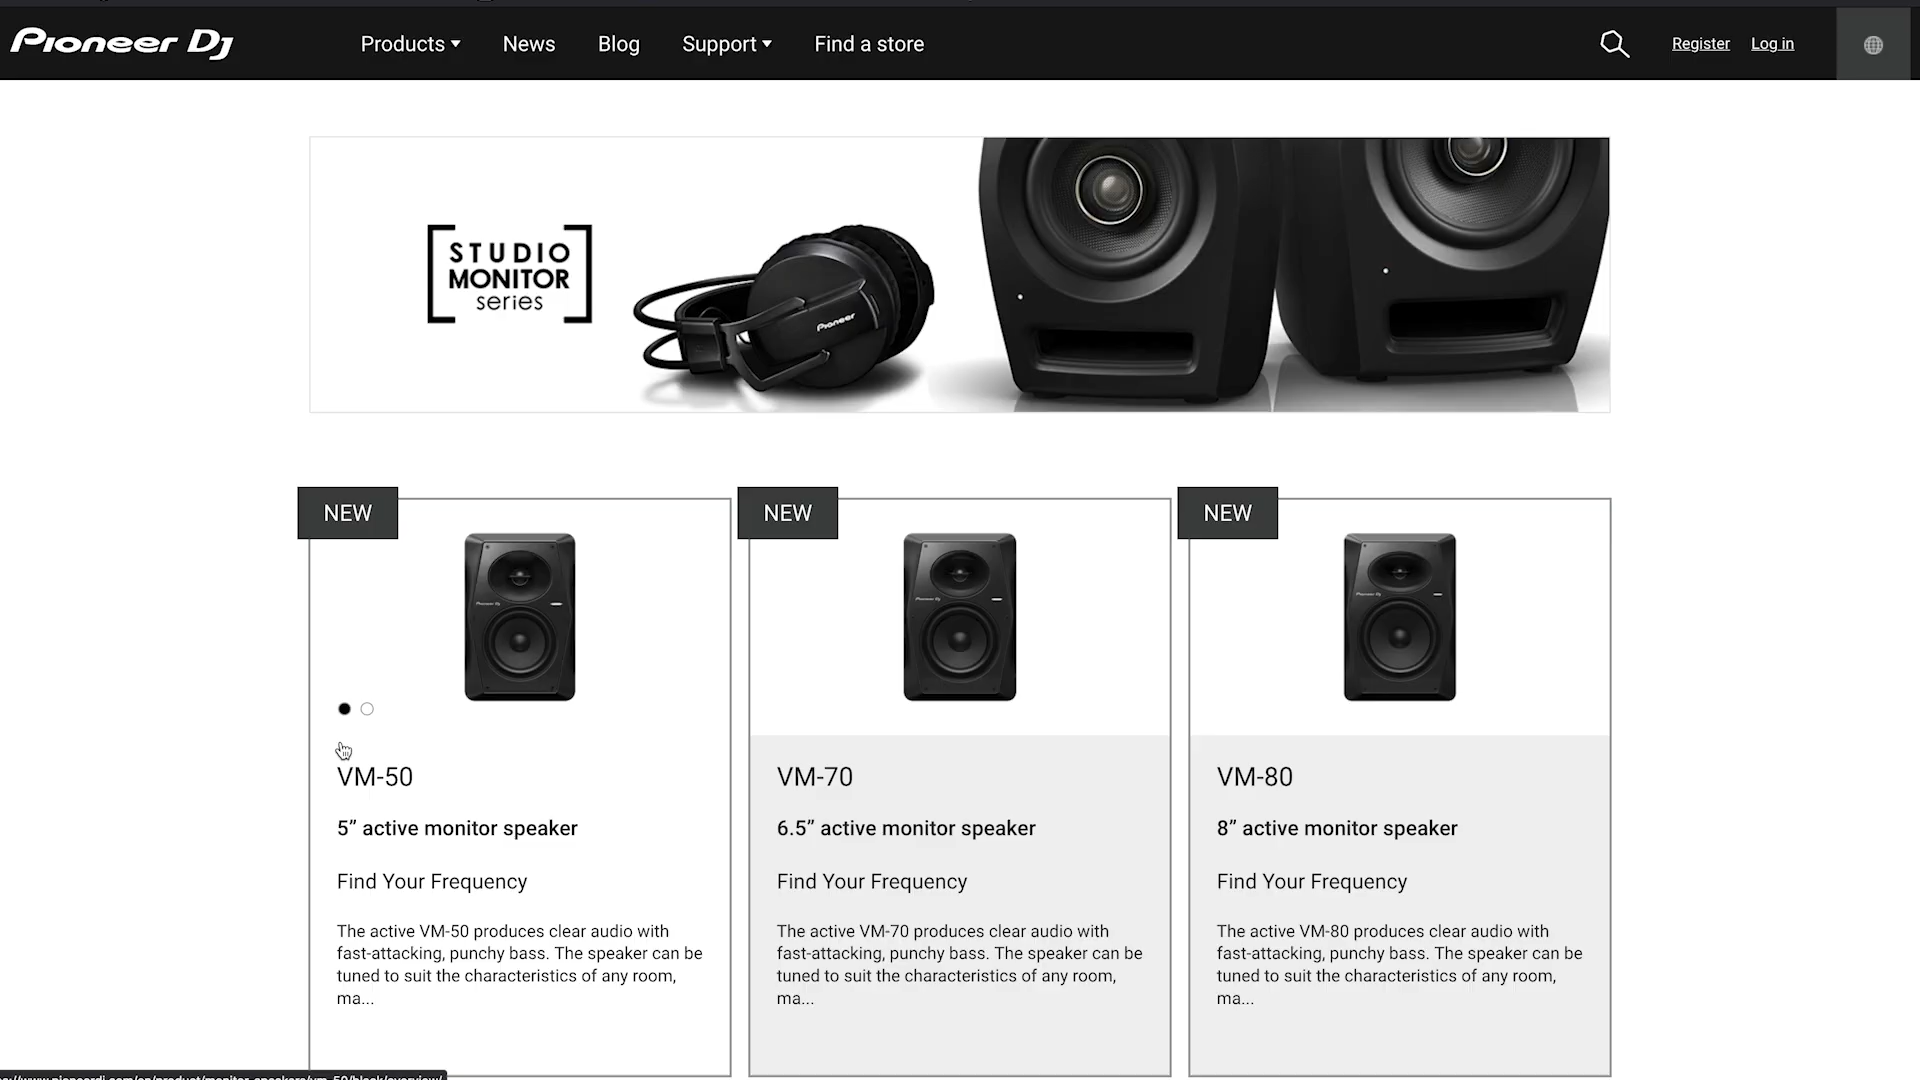 Pioneer Dj
Products
News
Blog
Support
Find a store
Register
Log in
STUDIO
MONITOR
series
Pioneer
NEW
NEW
NEW
VM-50
5” active monitor speaker
Find Your Frequency
The active VM-50 produces clear audio with
fast-attacking, punchy bass. The speaker can be
tuned to suit the characteristics of any room,
ma...
VM-70
6.5” active monitor speaker
Find Your Frequency
The active VM-70 produces clear audio with
fast-attacking, punchy bass. The speaker can be
tuned to suit the characteristics of any room,
ma...
VM-80
8” active monitor speaker
Find Your Frequency
The active VM-80 produces clear audio with
fast-attacking, punchy bass. The speaker can be
tuned to suit the characteristics of any room,
ma...